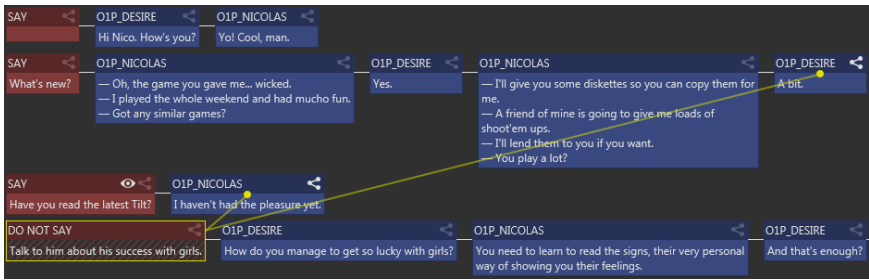 SAY O1P_DESIRE O1P_NICOLAS
Hi Nico. How's you? Yo! Cool, man.
SAY O1P_NICOLAS O1P_DESIRE O1P_NICOLAS O1P_DESIRE
What's new? — Oh, the game you gave me... wicked. Yes. — I'll give you some diskettes so you can copy them for A bit.
— I played the whole weekend and had mucho fun. me.
— Got any similar games? — A friend of mine is going to give me loads of
shoot'em ups.
— I'll lend them to you if you want.
— You play a lot?
SAY O1P_NICOLAS
Have you read the latest Tilt? I haven't had the pleasure yet.
DO NOT SAY O1P_DESIRE O1P_NICOLAS O1P_DESIRE
Talk to him about his success with girls. How do you manage to get so lucky with girls? You need to learn to read the signs, their very personal And that's enough?
way of showing you their feelings.